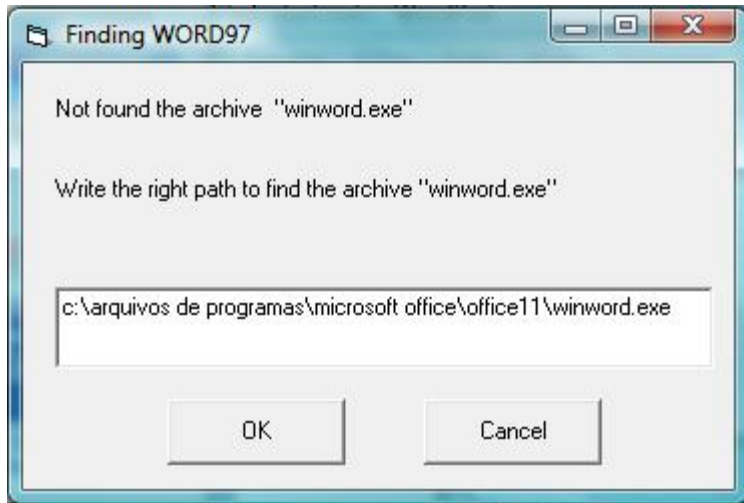 Finding WORD97
Not found the archive "winword.exe"
Write the right path to find the archive "winword.exe"
c:\arquivos de programas\microsoft office\office11\winword.exe
OK
Cancel